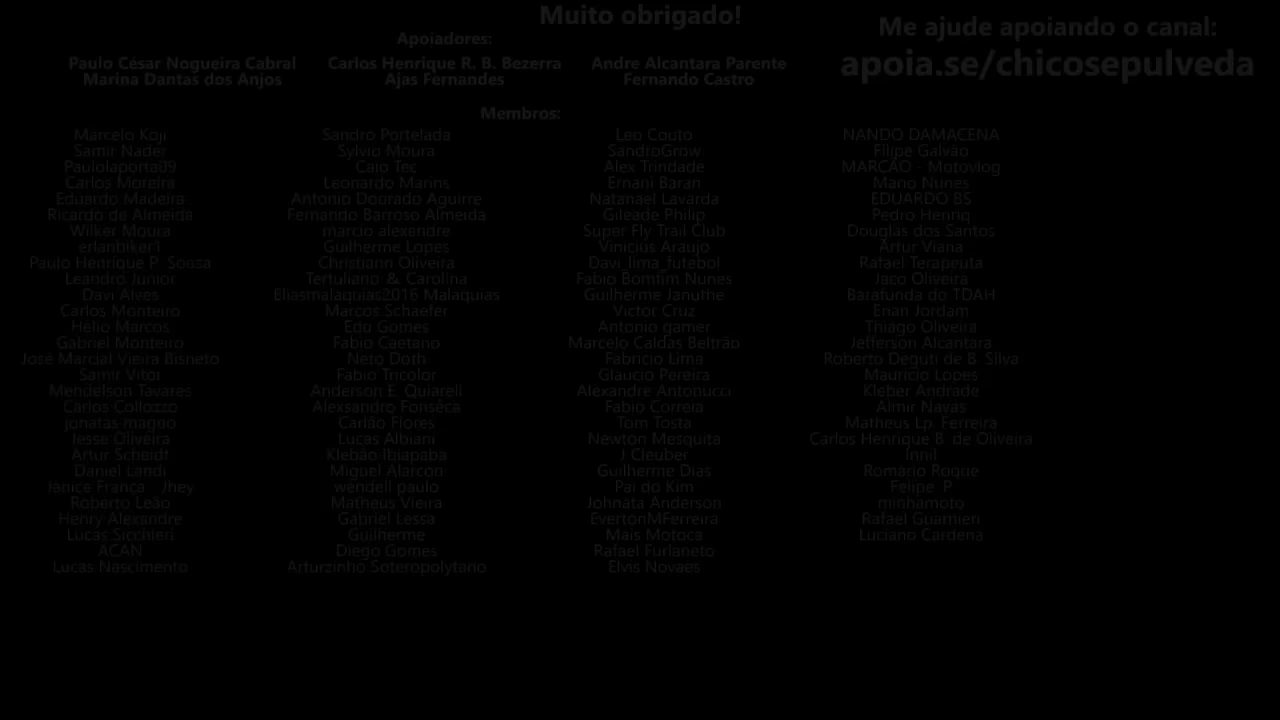 Muito obrigado!
Me ajude apoiando o canal:
apoia.se/chicosepulveda
Apoiadores:
Paulo César Nogueira Cabral
Marina Dantas dos Anjos
Carlos Henrique R. B. Bezerra
Ajas Fernandes
Andre Alcantara Parente
Fernando Castro
Membros:
Marcelo Koji
Samir Nader
Paulolaporta09
Carlos Moreira
Eduardo Madeira
Ricardo de Almeida
Wilker Moura
erlanbiker1
Paulo Henrique P. Souza
Leandro Junior
Davi Alves
Carlos Monteiro
Helio Marcos
Gabriel Monteiro
José Marcial Vieira Bisneto
Samir Vitor
Mendelson Tavares
Carlos Collozzo
jonatas magno
Jesse Oliveira
Artur Scheidt
Daniel Landi
Janice França _ Jhey
Roberto Leão
Henry Alexandre
Lucas Sicchieri
ACAN
Lucas Nascimento
Sandro Portelada
Sylvio Moura
Caio Tec
Leonardo Marins
Antonio Dourado Aguirre
Fernando Barroso Almeida
marcio alexandre
Guilherme Lopes
Christiann Oliveira
Tertuliano & Carolina
Eliasmalaquias2016 Malaquias
Marcos Schaefer
Edo Gomes
Fabio Caetano
Neto Doth
Fábio Tricolor
Anderson E. Quiarell
Alexsandro Fonsêca
Carlão Flores
Lucas Albiani
Klebão Ibiapaba
Miguel Alarcon
wendell paulo
Matheus Vieira
Gabriel Lessa
Guilherme
Diego Gomes
Arturzinho Soteropolytano
Leo Couto
SandroGrow
Alex Trindade
Ernani Baran
Natanael Lavarda
Gileade Philip
Super Fly Trail Club
Vinicius Araujo
Davi_lima_futebol
Fabio Bomfim Nunes
Guilherme Januthe
Victor Cruz
Antonio gamer
Marcelo Caldas Beltrão
Fabricio Lima
Glaucio Pereira
Alexandre Antonucci
Fabio Correia
Tom Tosta
Newton Mesquita
J Cleuber
Guilherme Dias
Pai do Kim
Johnata Anderson
EvertonMFerreira
Mais Motoca
Rafael Furlaneto
Elvis Novaes
NANDO DAMACENA
Filipe Galvão
MARCÃO - Motovlog
Mario Nunes
EDUARDO BS
Pedro Henriq
Douglas dos Santos
Artur Viana
Rafael Terapeuta
Jaco Oliveira
Barafunda do TDAH
Enan Jordam
Thiago Oliveira
Jefferson Alcantara
Roberto Deguti de B. Silva
Mauricio Lopes
Kleber Andrade
Almir Navas
Matheus Lp. Ferreira
Carlos Henrique B. de Oliveira
Innil
Romario Roque
Felipe. P
minhamoto
Rafael Guarnieri
Luciano Cardena